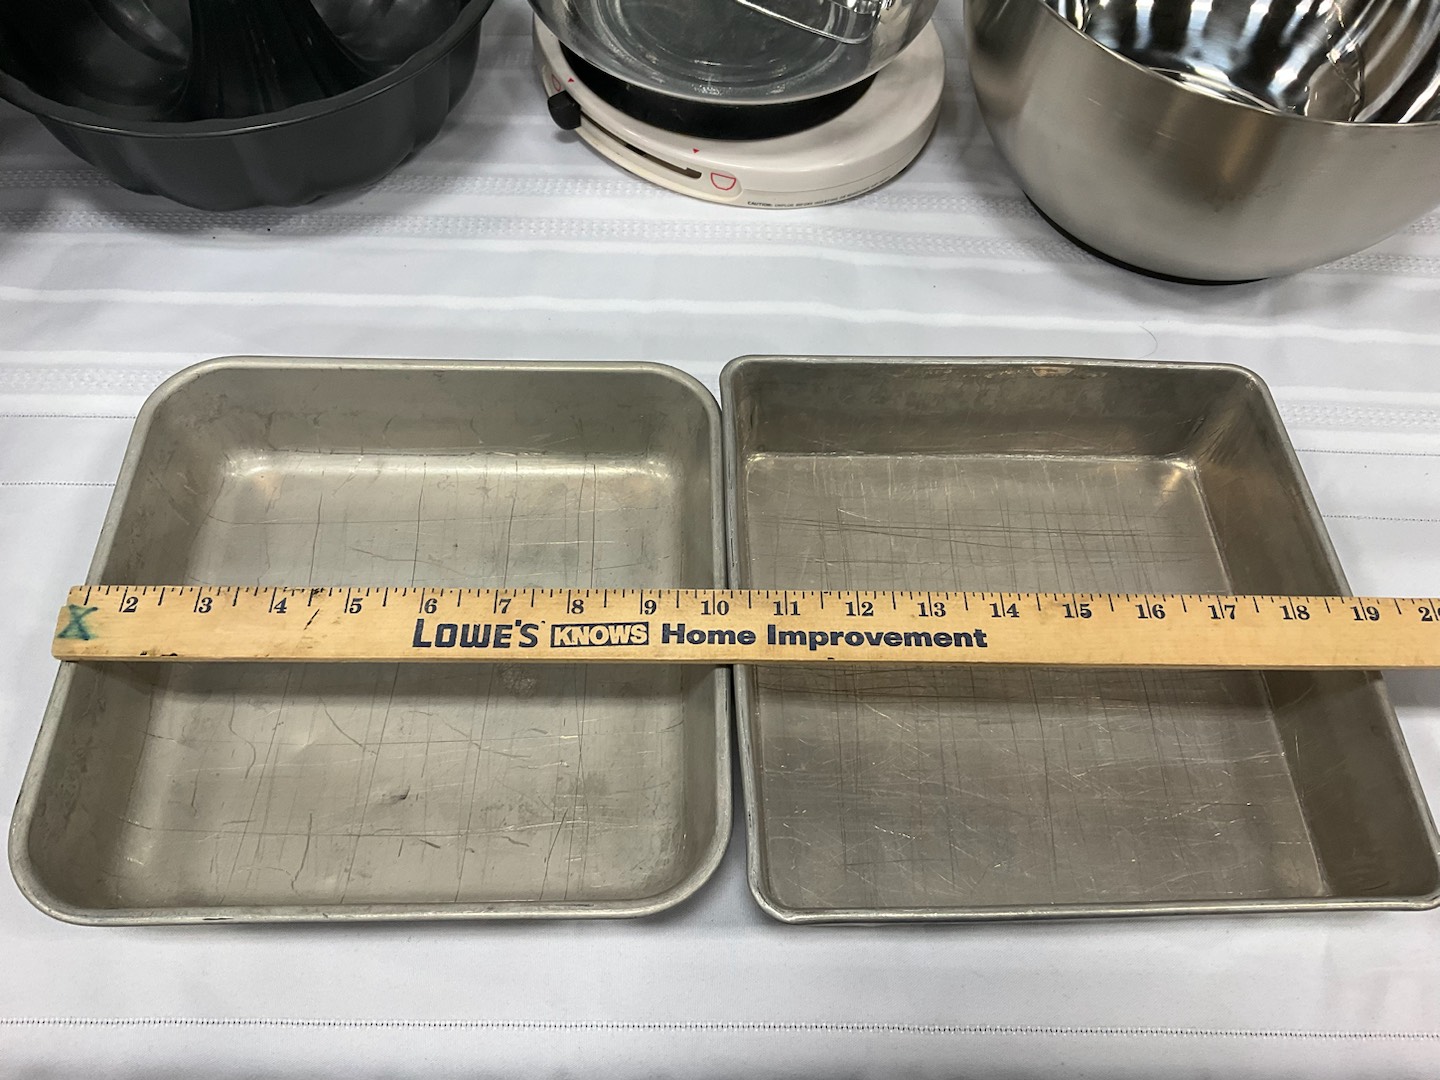 CAUTION:
X
2 3 4 5 6 7 8 9 10 11 12 13 14 15 16 17 18 19
LOWE'S KNOWS Home Improvement